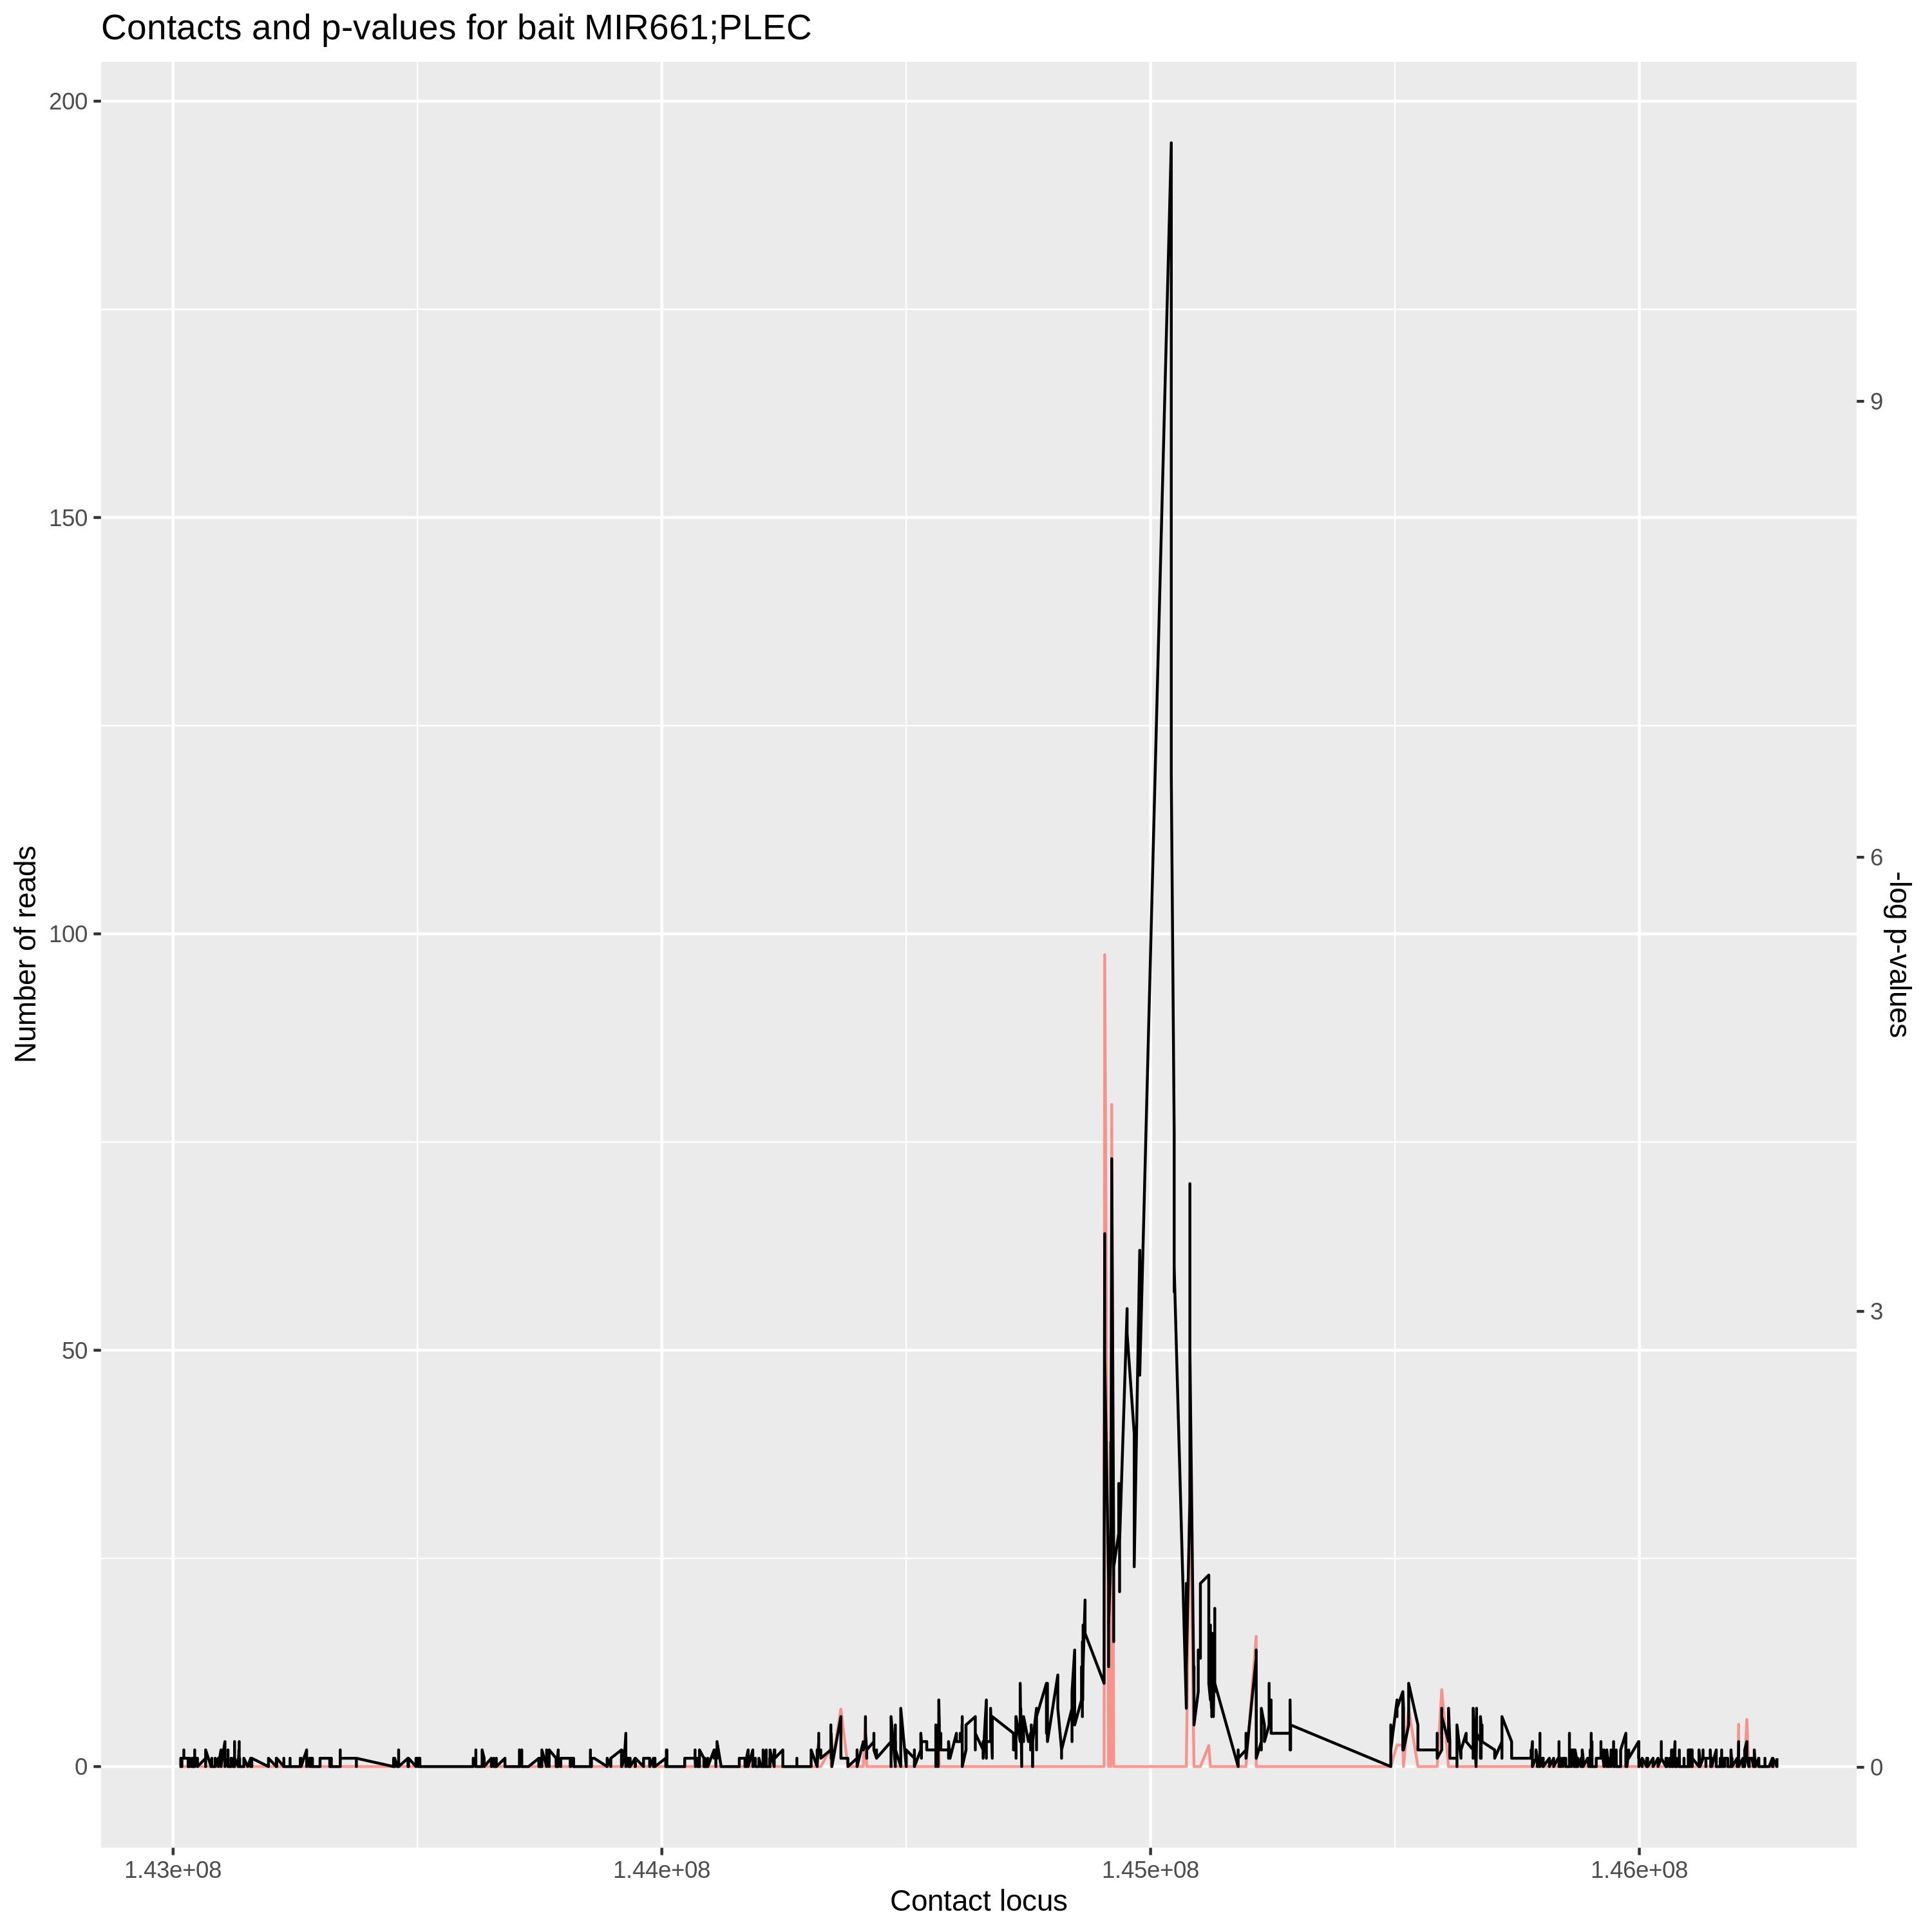 Contacts and p-values for bait MIR661;PLEC
200
150
100
50
0
Number of reads
9
6
3
0
-log p-values
1.43e+08
1.44e+08
1.45e+08
1.46e+08
Contact locus